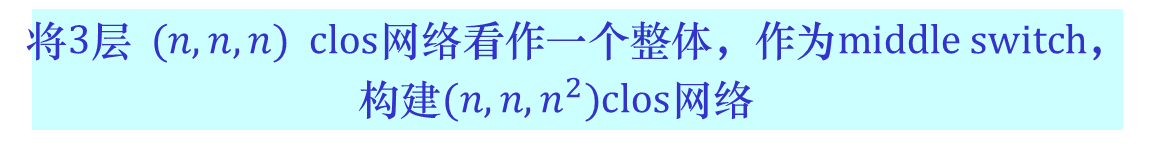 将3层 (n, n, n) clos网络看作一个整体，作为middle switch，
构建(n, n, n²)clos网络